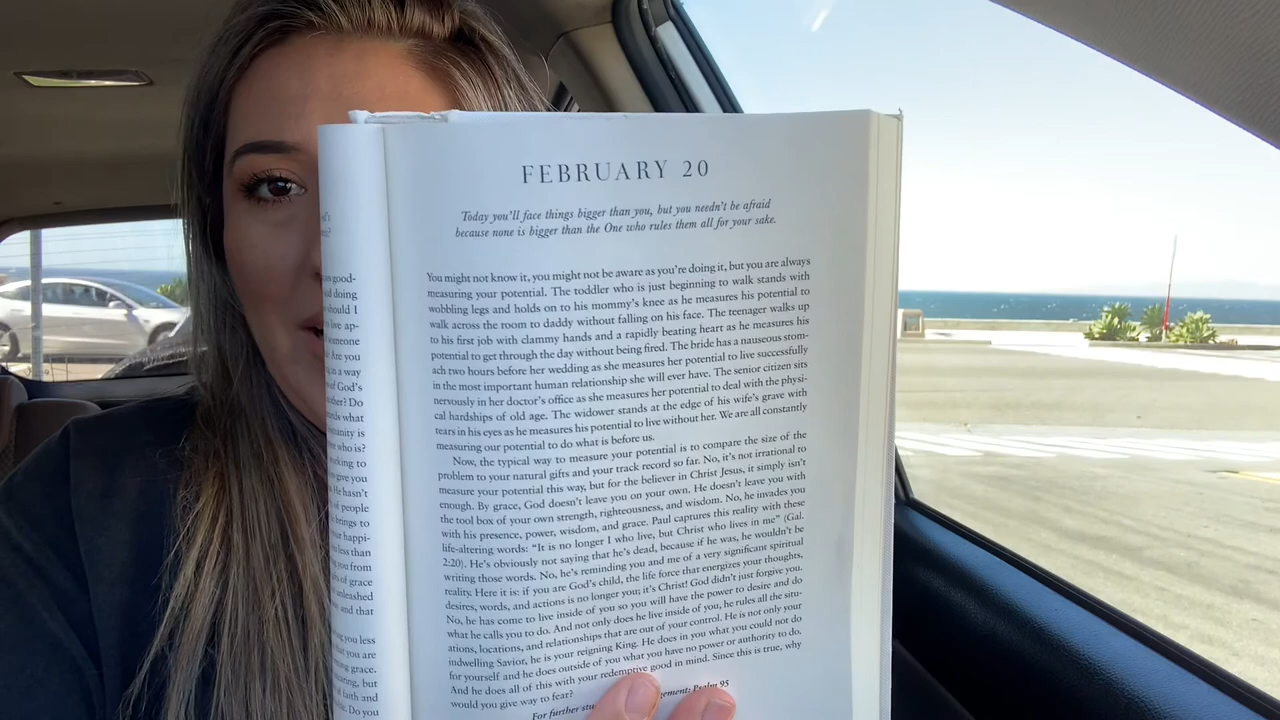 FEBRUARY 20
Today you'll face things bigger than you, but you needn't be afraid
because none is bigger than the One who rules them all for your sake.
You might not know it, you might not be aware as you're doing it, but you are always
measuring your potential. The toddler who is just beginning to walk stands with
wobbling legs and holds on to his mommy's knee as he measures his potential to
walk across the room to daddy without falling on his face. The teenager walks up
to his first job with clammy hands and a rapidly beating heart as he measures his
potential to get through the day without being fired. The bride has a nauseous stom-
ach two hours before her wedding as she measures her potential to live successfully
in the most important human relationship she will ever have. The senior citizen sits
nervously in her doctor's office as she measures her potential to deal with the physi-
cal hardships of old age. The widower stands at the edge of his wife's grave with
tears in his eyes as he measures his potential to live without her. We are all constantly
measuring our potential to do what is before us.
Now, the typical way to measure your potential is to compare the size of the
problem to your natural gifts and your track record so far. No, it's not irrational to
measure your potential this way, but for the believer in Christ Jesus, it simply isn't
enough. By grace, God doesn't leave you on your own. He doesn't leave you with
the tool box of your own strength, righteousness, and wisdom. No, he invades you
with his presence, power, wisdom, and grace. Paul captures this reality with these
life-altering words: "It is no longer I who live, but Christ who lives in me" (Gal.
2:20). He's obviously not saying that he's dead, because if he was, he wouldn't be
writing those words. No, he's reminding you and me of a very significant spiritual
reality. Here it is: if you are God's child, the life force that energizes your thoughts,
desires, words, and actions is no longer you; it's Christ! God didn't just forgive you.
No, he has come to live inside of you so you will have the power to desire and do
what he calls you to do. And not only does he live inside of you, he rules all the situ-
ations, locations, and relationships that are out of your control. He is not only your
indwelling Savior, he is your reigning King. He does in you what you could not do
for yourself and he does outside of you what you have no power or authority to do.
And he does all of this with your redemptive good in mind. Since this is true, why
would you give way to fear?
For further Psalm 95